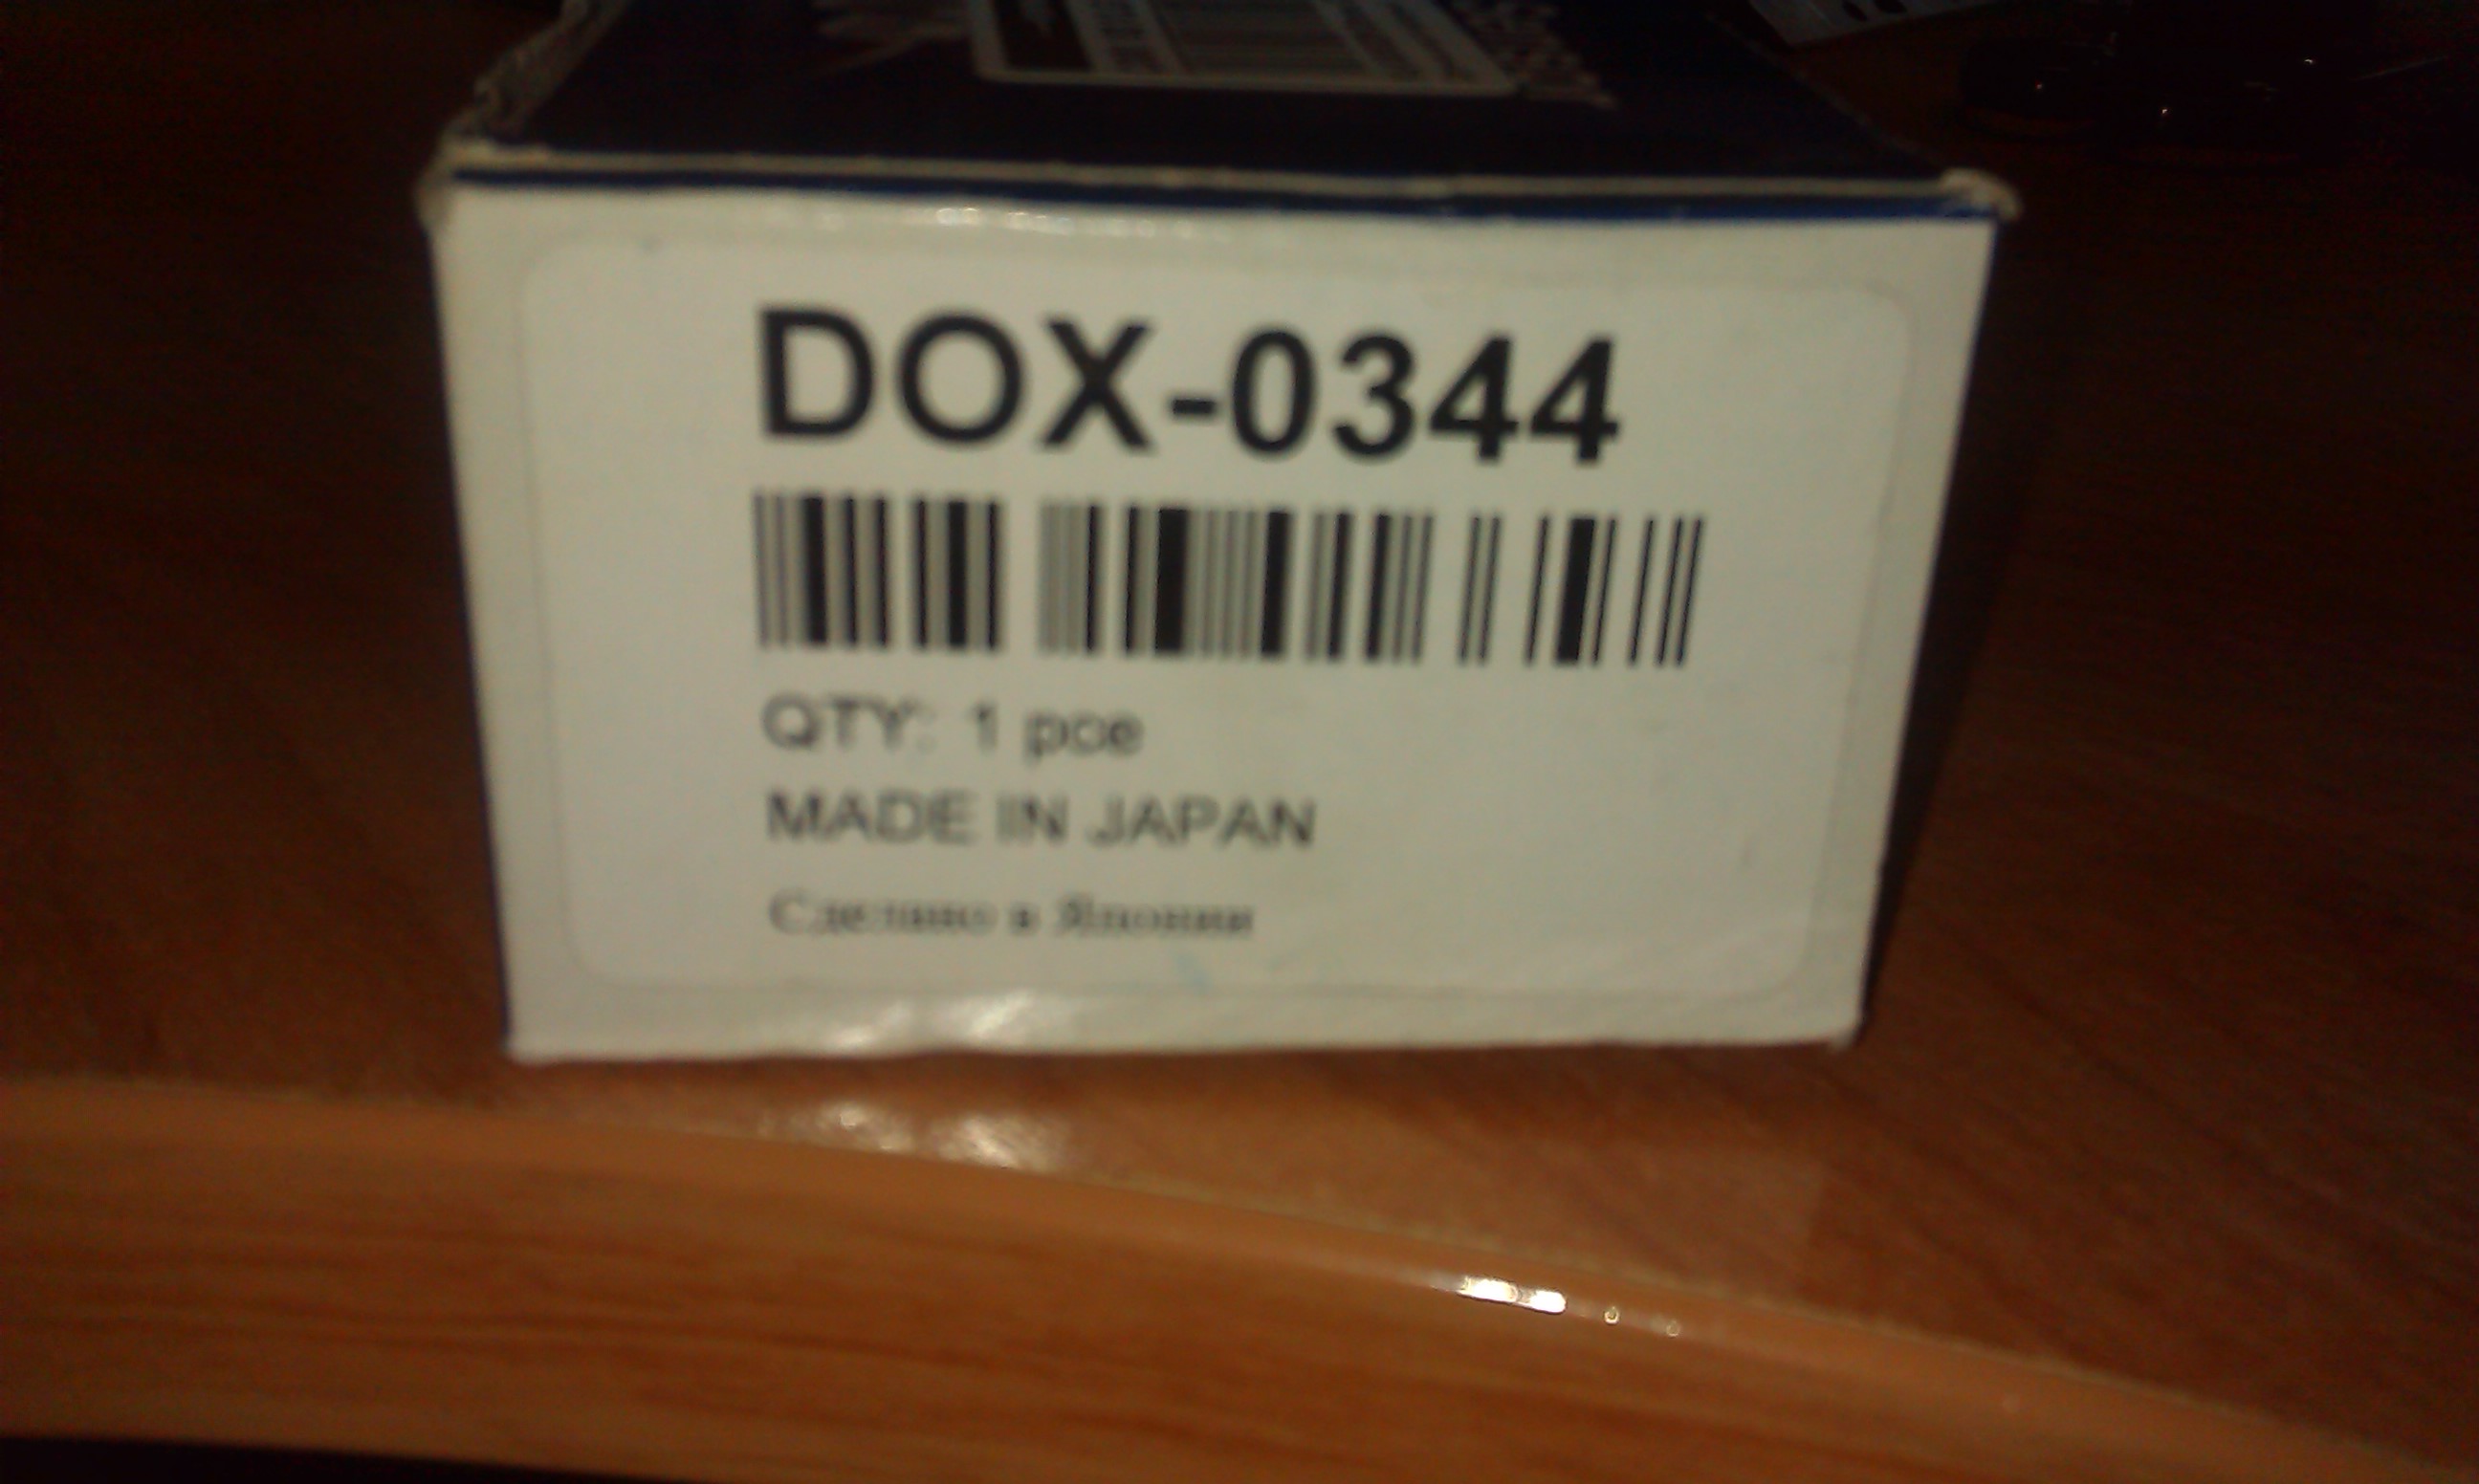 DOX-0344
QTY: 1 pce
MADE IN JAPAN
Сделано в Японии